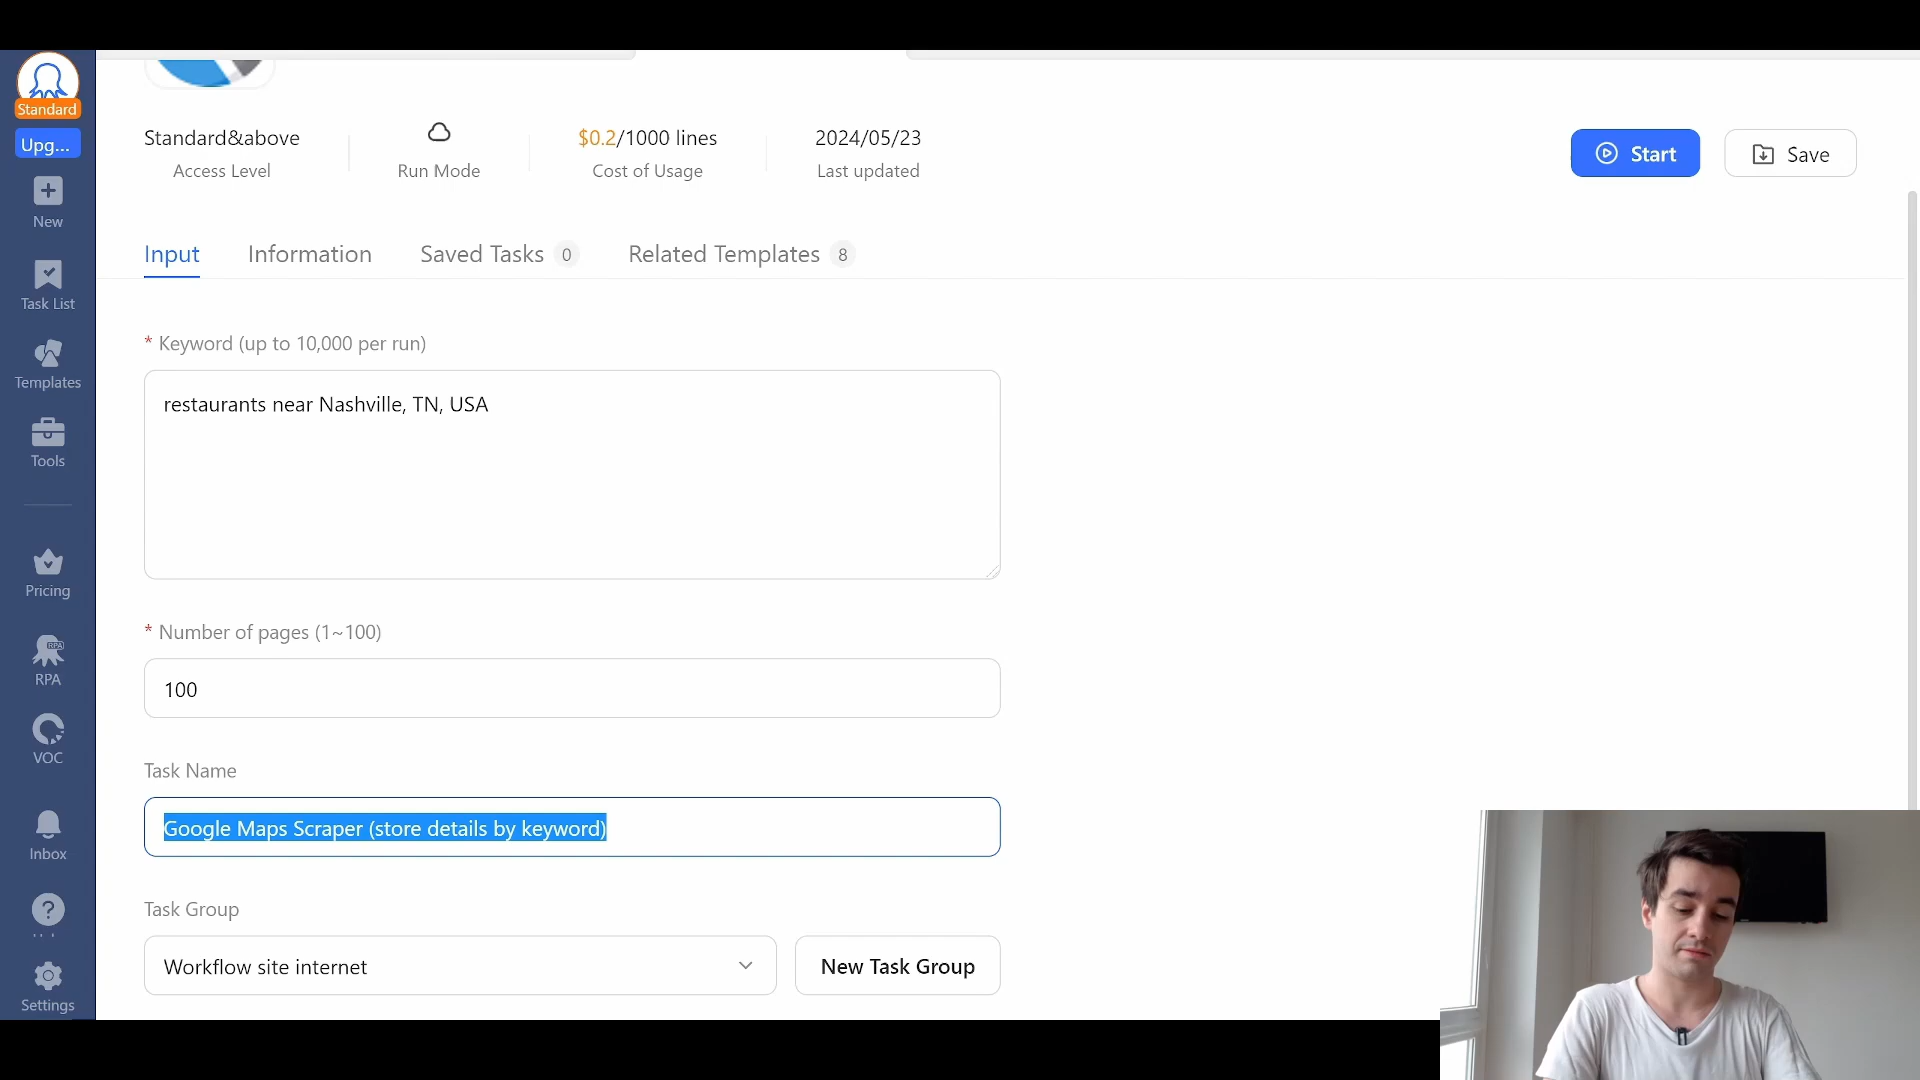 Standard
Upg...
New
Task List
Templates
Tools
Pricing
RPA
RPA
VOC
Inbox
Settings
Standard&above
Access Level
Run Mode
$0.2/1000 lines
Cost of Usage
2024/05/23
Last updated
Start
Save
Input
Information
Saved Tasks 0
Related Templates 8
* Keyword (up to 10,000 per run)
restaurants near Nashville, TN, USA
* Number of pages (1~100)
100
Task Name
Google Maps Scraper (store details by keyword)
Task Group
Workflow site internet
New Task Group